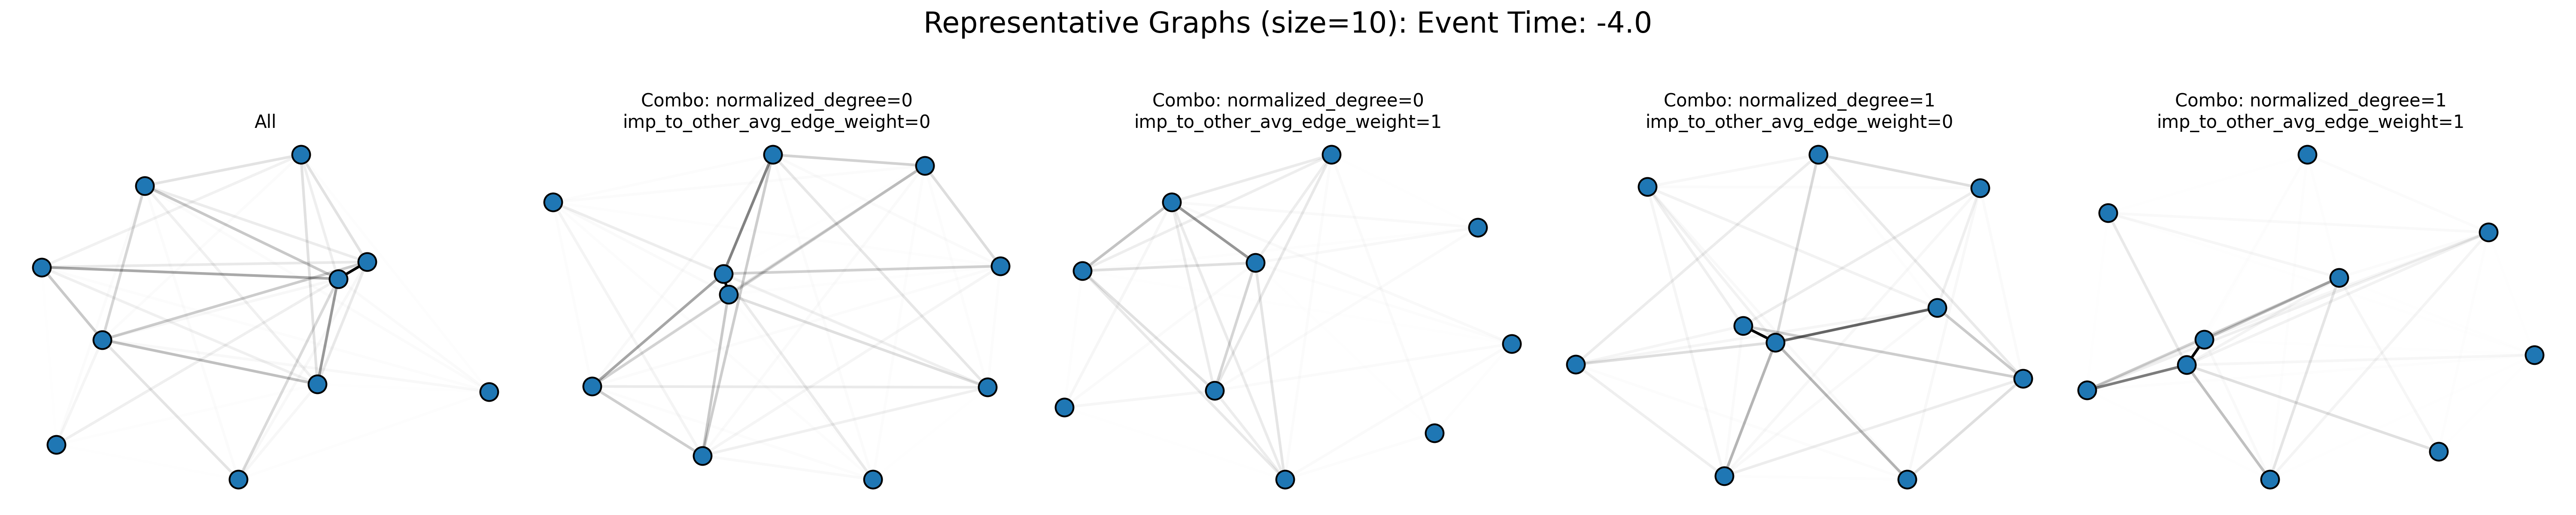 Representative Graphs (size=10): Event Time: -4.0
All
Combo: normalized_degree=0
imp_to_other_avg_edge_weight=0
Combo: normalized_degree=0
imp_to_other_avg_edge_weight=1
Combo: normalized_degree=1
imp_to_other_avg_edge_weight=0
Combo: normalized_degree=1
imp_to_other_avg_edge_weight=1